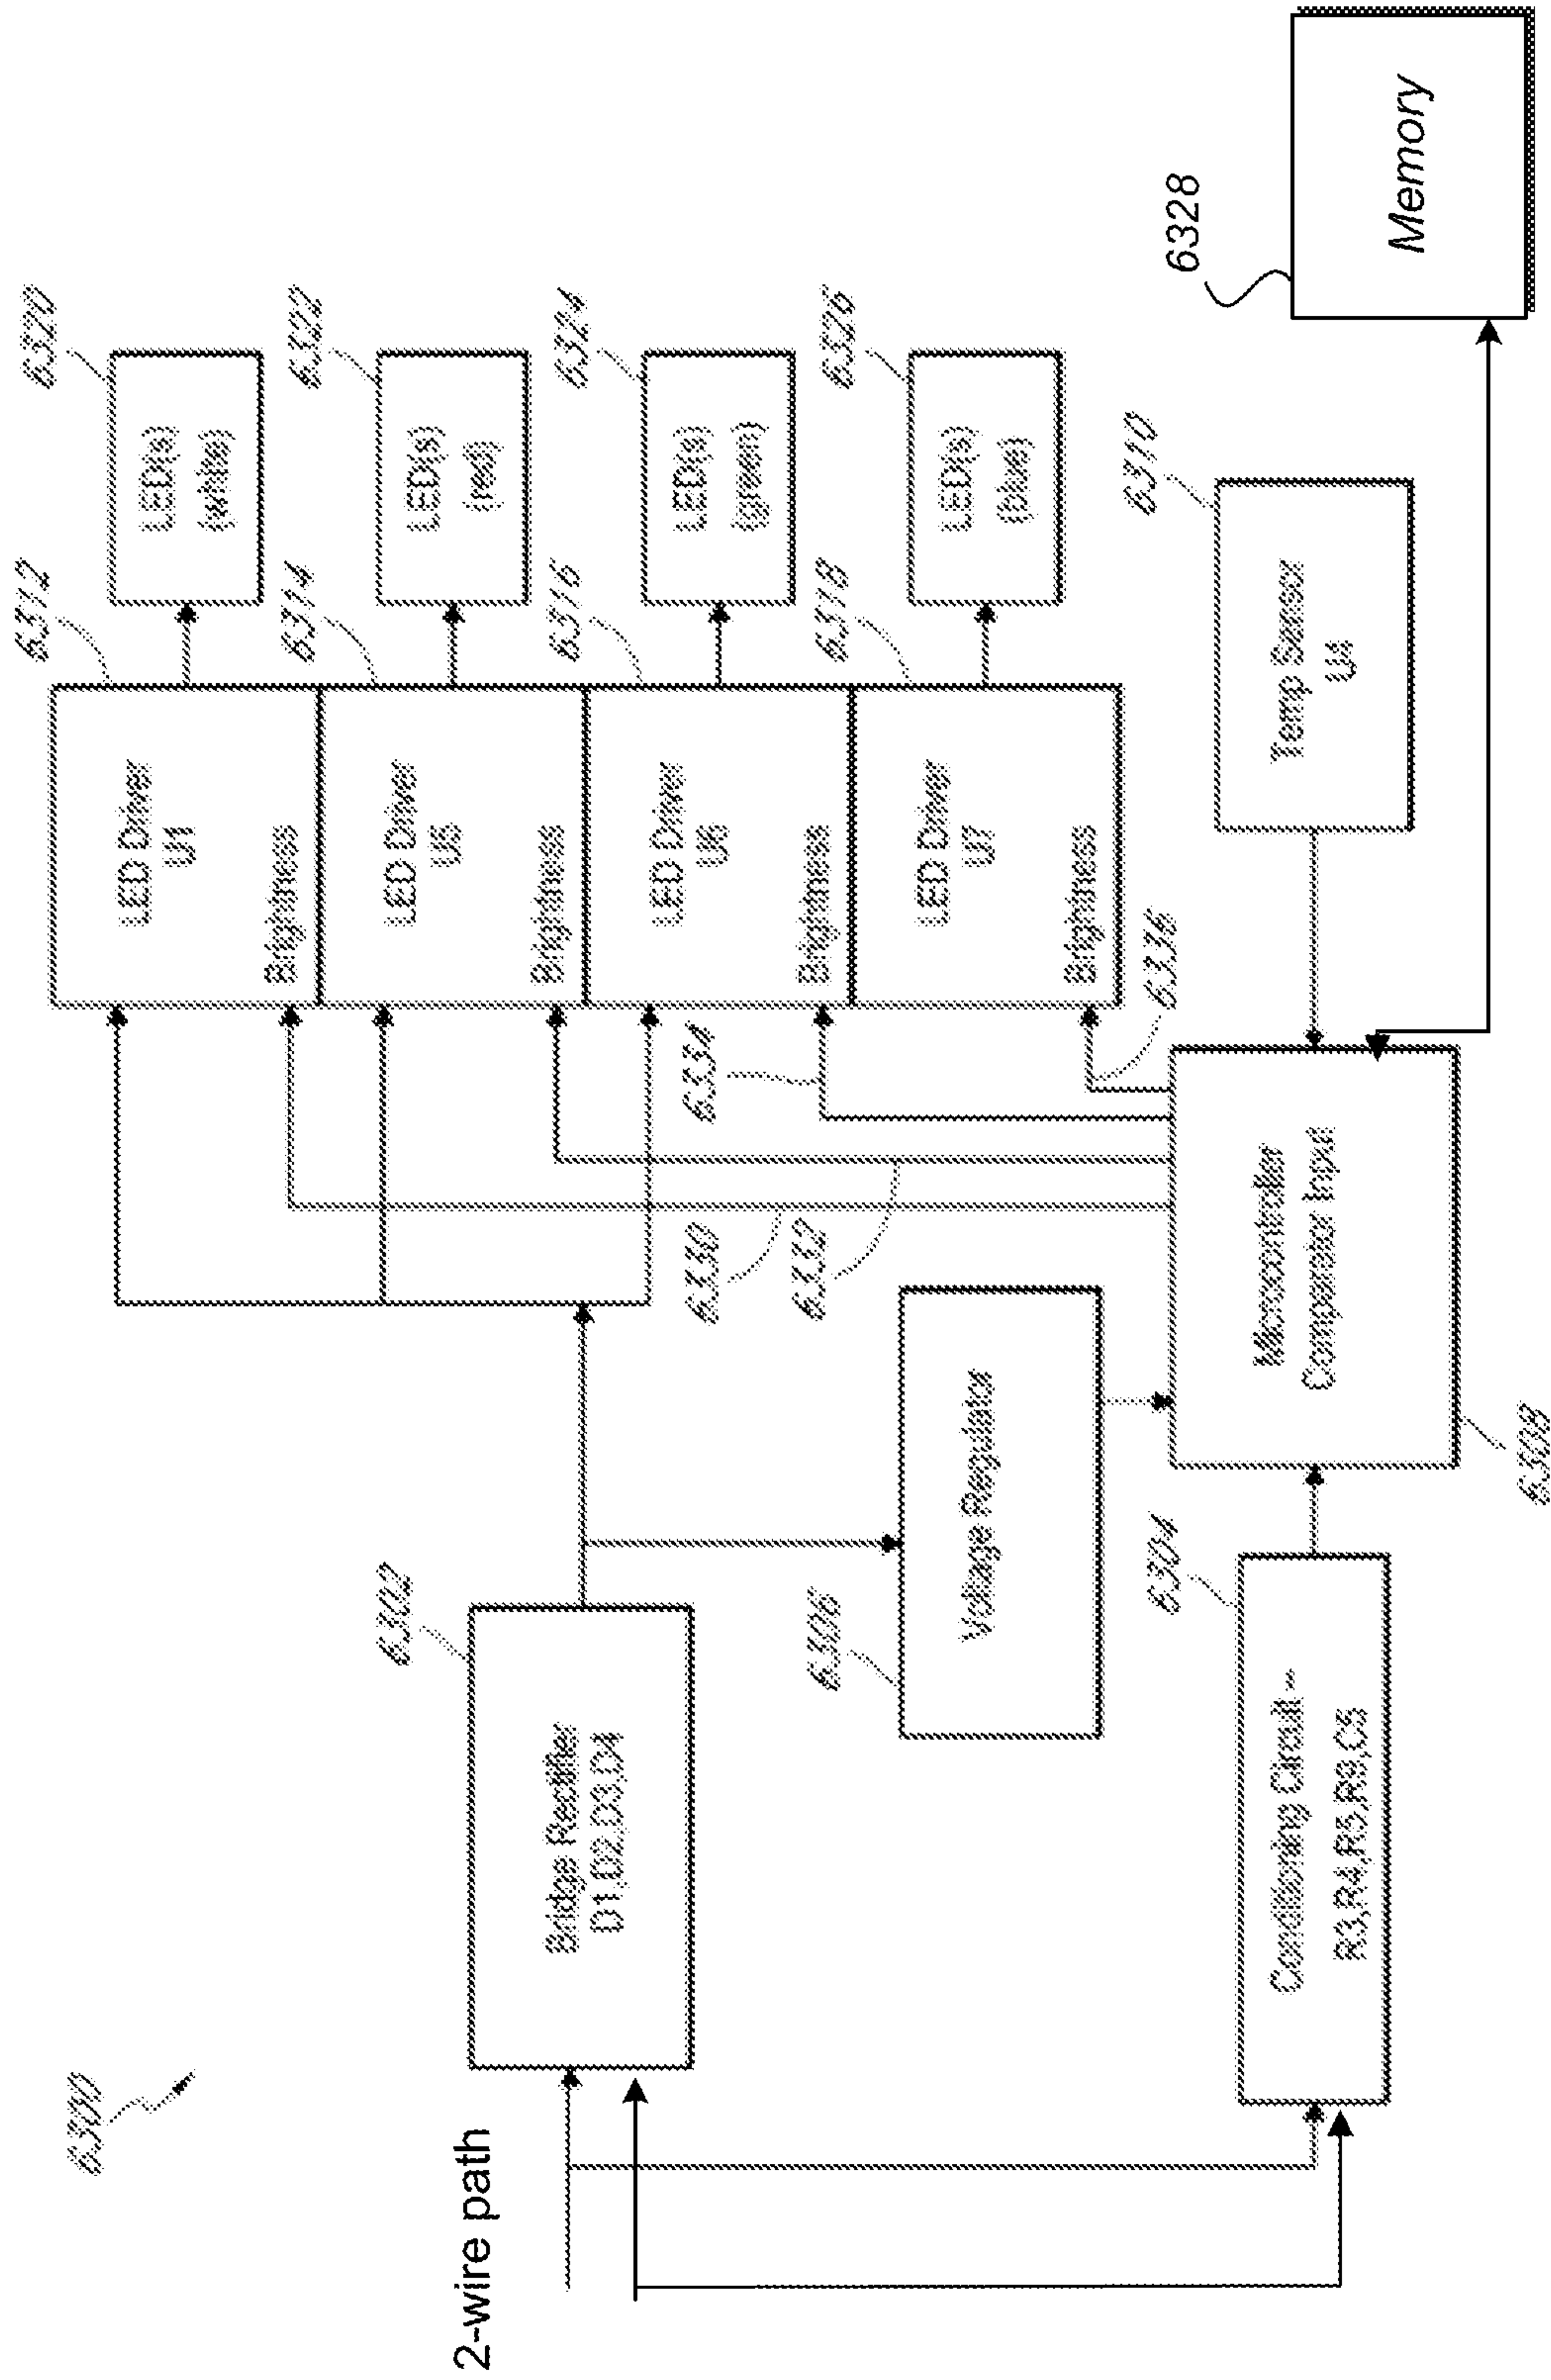 6300
2-wire path
6302
Bridge Rectifier
D1,D2,D3,D4
6304
Conditioning Circuit -
R3,R4,R5,R9,C5
6306
Voltage Regulator
6308
Microcontroller
Comparator Input
6330
6332
6334
6336
6312
LED Driver
U1
Brightness
6314
LED Driver
U5
Brightness
6316
LED Driver
U6
Brightness
6318
LED Driver
U7
Brightness
6320
LED(s)
(white)
6322
LED(s)
(red)
6324
LED(s)
(green)
6326
LED(s)
(blue)
6310
Temp Sensor
U4
6328
Memory